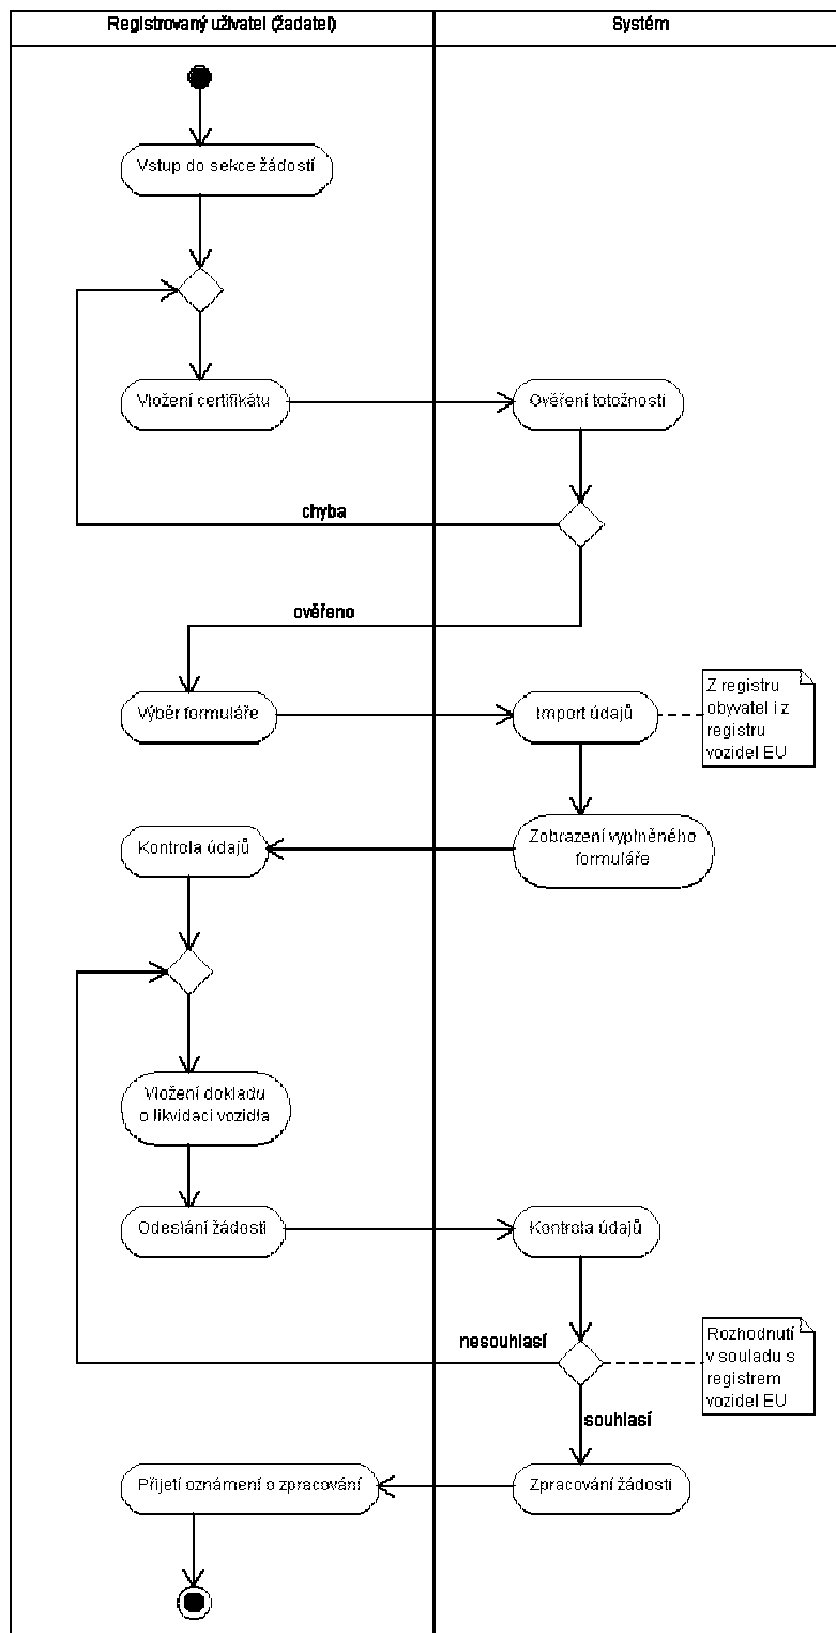 Registrovaný uživatel (žadatel)
Systém
Vstup do sekce žádostí
Vložení certifikátu
Ověření totožnosti
chyba
ověřeno
Výběr formuláře
Import údajů
Z registru
obyvatel i z
registru
vozidel EU
Kontrola údajů
Zobrazení vyplněného
formuláře
Vložení dokladu
o likvidaci vozidla
Odeslání žádosti
Kontrola údajů
nesouhlasí
Rozhodnutí
v souladu s
registrem
vozidel EU
souhlasí
Přijetí oznámení o zpracování
Zpracování žádosti